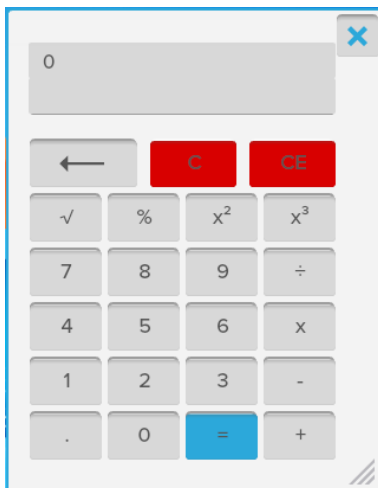 0
← C CE
√ % x² x³
7 8 9 ÷
4 5 6 x
1 2 3 -
. 0 = +